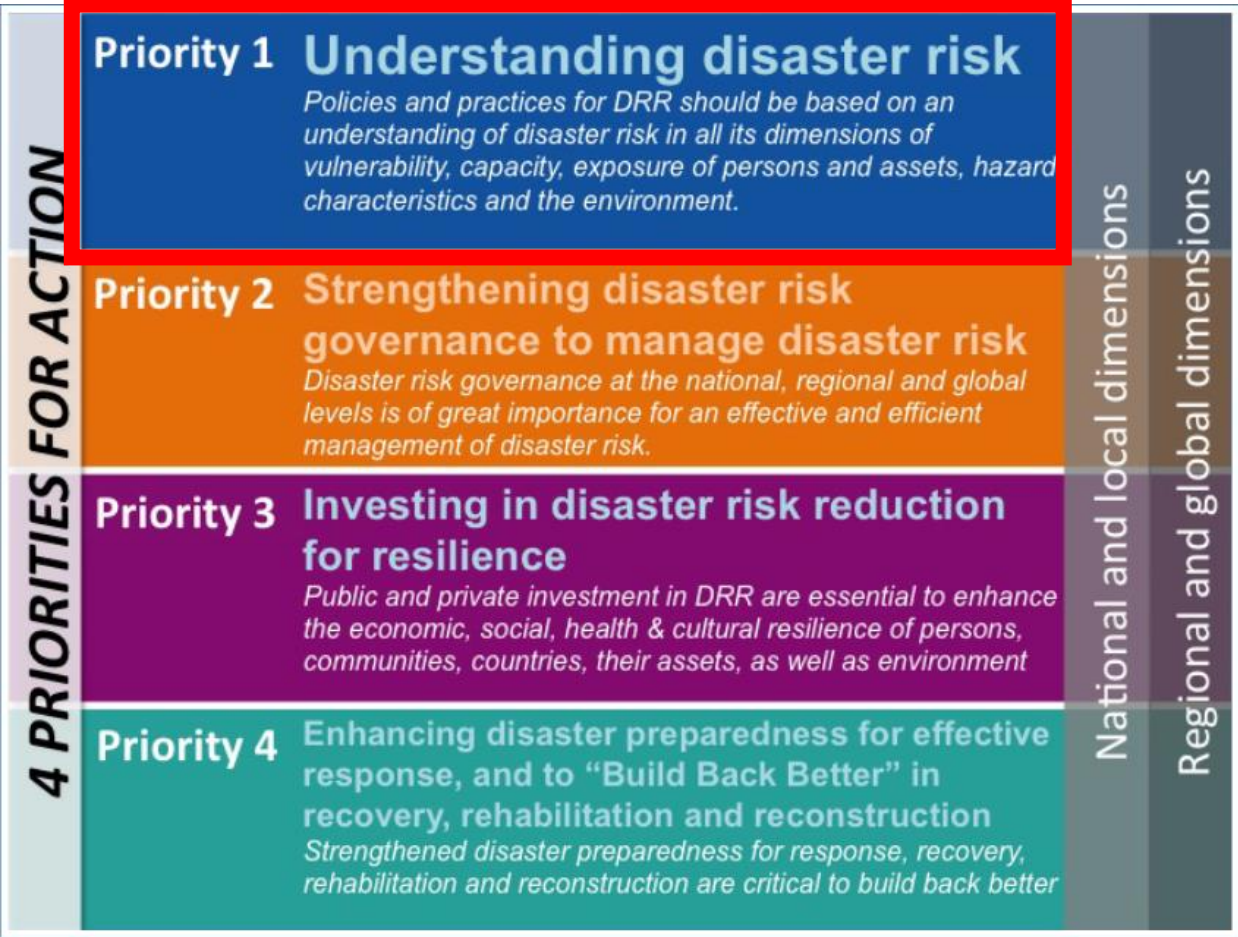 4 PRIORITIES FOR ACTION
Priority 1
Understanding disaster risk
Policies and practices for DRR should be based on an
understanding of disaster risk in all its dimensions of
vulnerability, capacity, exposure of persons and assets, hazard
characteristics and the environment.
Priority 2
Strengthening disaster risk
governance to manage disaster risk
Disaster risk governance at the national, regional and global
levels is of great importance for an effective and efficient
management of disaster risk.
Priority 3
Investing in disaster risk reduction
for resilience
Public and private investment in DRR are essential to enhance
the economic, social, health & cultural resilience of persons,
communities, countries, their assets, as well as environment
Priority 4
Enhancing disaster preparedness for effective
response, and to “Build Back Better” in
recovery, rehabilitation and reconstruction
Strengthened disaster preparedness for response, recovery,
rehabilitation and reconstruction are critical to build back better
National and local dimensions
Regional and global dimensions